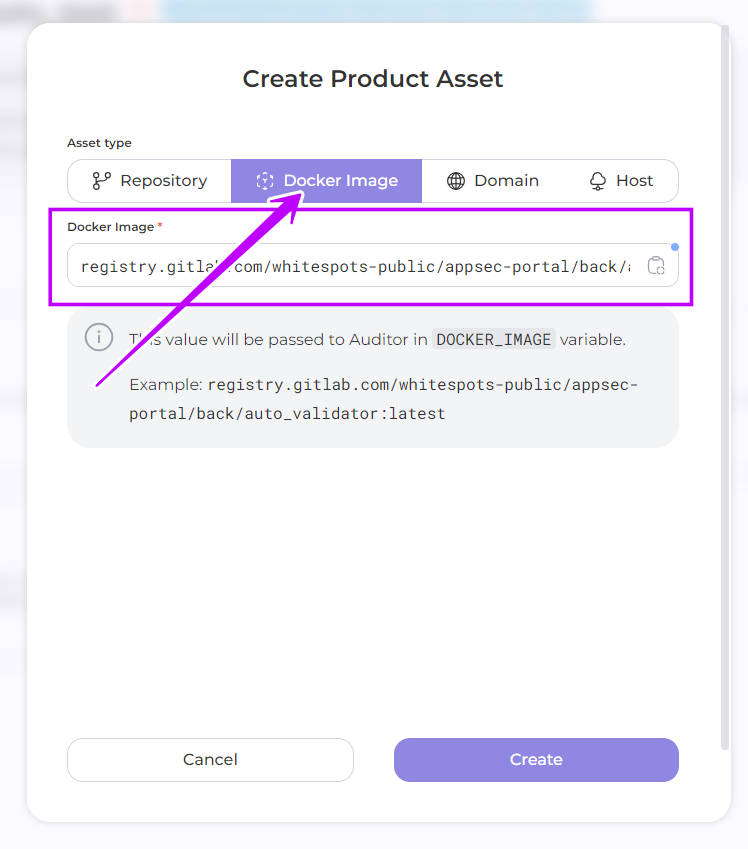 Create Product Asset
Asset type
Repository
Docker Image
Domain
Host
Docker Image *
registry.gitlab.com/whitespots-public/appsec-portal/back/a
This value will be passed to Auditor in DOCKER_IMAGE variable.
Example: registry.gitlab.com/whitespots-public/appsec-
portal/back/auto_validator:latest
Cancel
Create